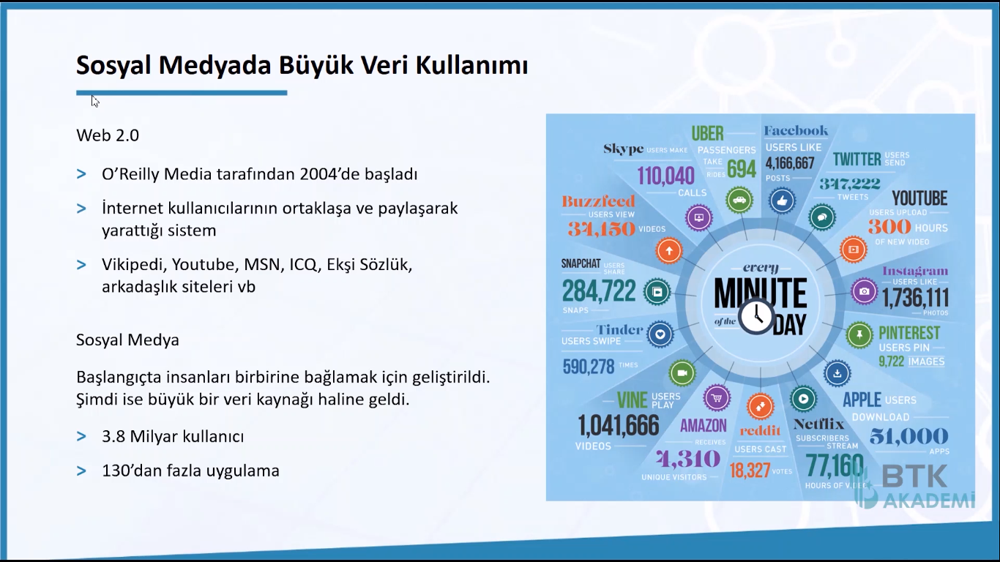 Sosyal Medyada Büyük Veri Kullanımı
Web 2.0
> O’Reilly Media tarafından 2004’de başladı
> İnternet kullanıcılarının ortaklaşa ve paylaşarak
yarattığı sistem
> Vikipedi, Youtube, MSN, ICQ, Ekşi Sözlük,
arkadaşlık siteleri vb
Sosyal Medya
Başlangıçta insanları birbirine bağlamak için geliştirildi.
Şimdi ise büyük bir veri kaynağı haline geldi.
> 3.8 Milyar kullanıcı
> 130’dan fazla uygulama
every
MINUTE
of the DAY
UBER
PASSENGERS
TAKE
RIDES 694
Facebook
USERS LIKE
4,166,667
POSTS
TWITTER USERS
SEND
347,222
TWEETS
YOUTUBE
USERS UPLOAD
300 HOURS
OF NEW VIDEO
Instagram
USERS LIKE
1,736,111
PHOTOS
PINTEREST
USERS PIN
9,722 IMAGES
APPLE USERS
DOWNLOAD
51,000
APPS
Netflix
SUBSCRIBERS
STREAM
77,160
HOURS OF VIDEO
reddit
USERS CAST
18,327 VOTES
AMAZON
RECEIVES
4,310
UNIQUE VISITORS
VINE USERS
PLAY
1,041,666
VIDEOS
Tinder
USERS SWIPE
590,278 TIMES
SNAPCHAT USERS
SHARE
284,722
SNAPS
Buzzfeed
USERS VIEW
34,150 VIDEOS
Skype USERS MAKE
110,040
CALLS
BTK
AKADEMİ